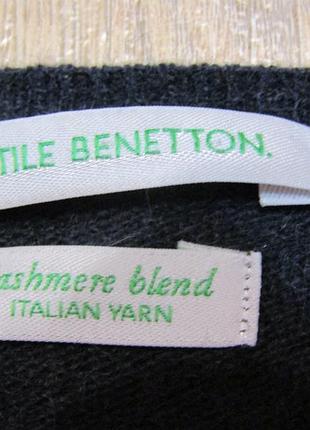 TILE BENETTON.
ashmere blend
ITALIAN YARN